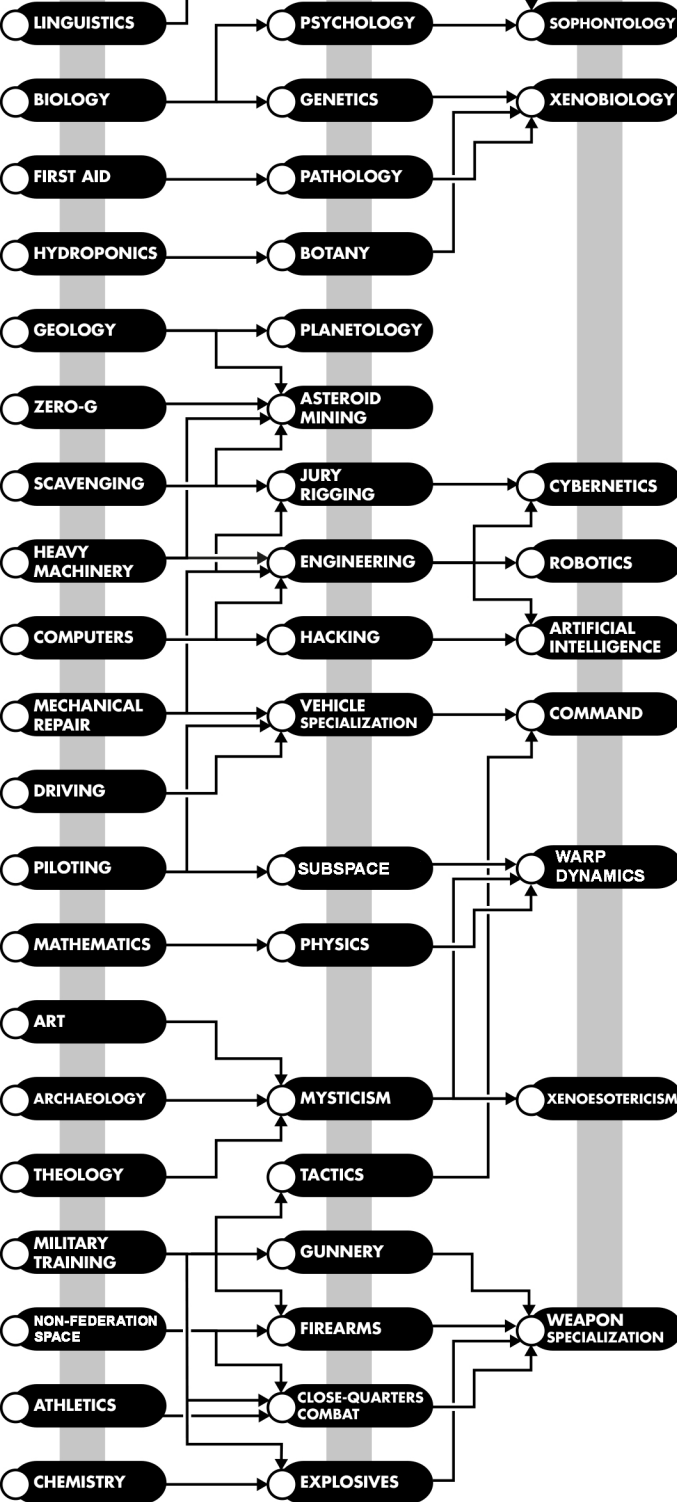 LINGUISTICS
PSYCHOLOGY
SOPHONTOLOGY
BIOLOGY
GENETICS
XENOBIOLOGY
FIRST AID
PATHOLOGY
HYDROPONICS
BOTANY
GEOLOGY
PLANETOLOGY
ZERO-G
ASTEROID
MINING
SCAVENGING
JURY
RIGGING
CYBERNETICS
HEAVY
MACHINERY
ENGINEERING
ROBOTICS
COMPUTERS
HACKING
ARTIFICIAL
INTELLIGENCE
MECHANICAL
REPAIR
VEHICLE
SPECIALIZATION
COMMAND
DRIVING
PILOTING
SUBSPACE
WARP
DYNAMICS
MATHEMATICS
PHYSICS
ART
ARCHAEOLOGY
MYSTICISM
XENOESOTERICISM
THEOLOGY
TACTICS
MILITARY
TRAINING
GUNNERY
NON-FEDERATION
SPACE
FIREARMS
WEAPON
SPECIALIZATION
ATHLETICS
CLOSE-QUARTERS
COMBAT
CHEMISTRY
EXPLOSIVES